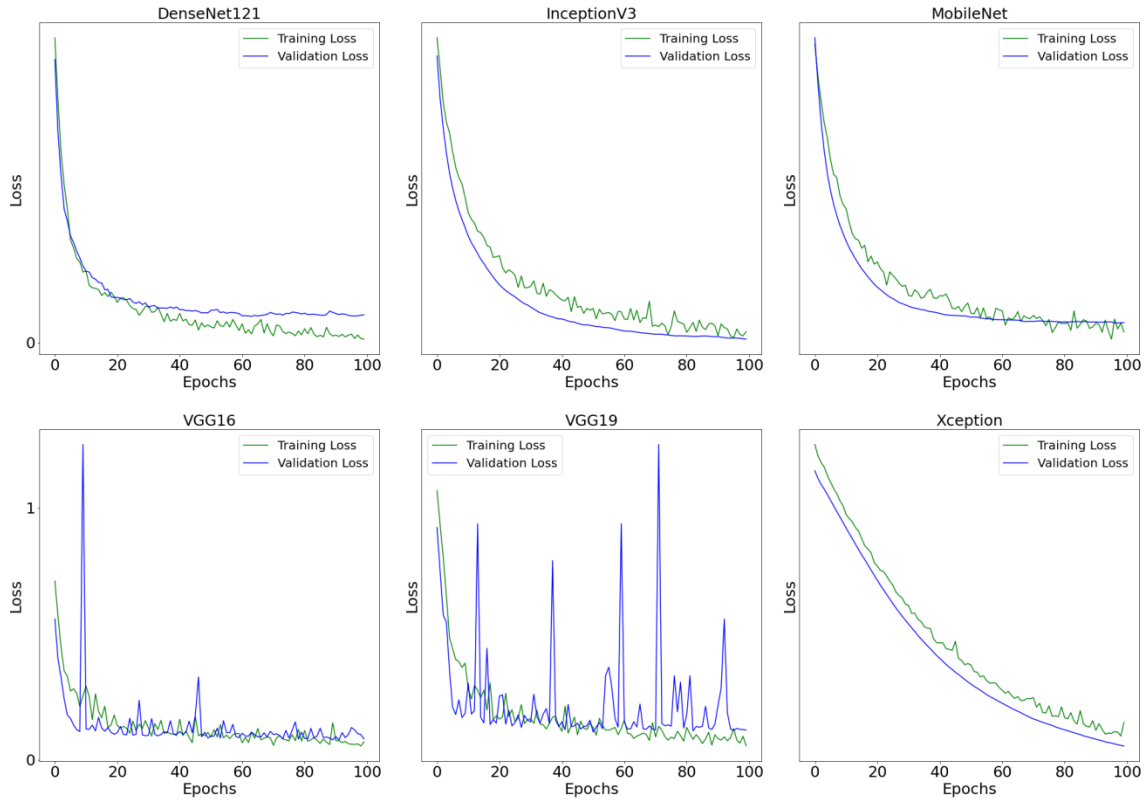 DenseNet121
Training Loss
Validation Loss
Loss
0
0 20 40 60 80 100
Epochs
InceptionV3
Training Loss
Validation Loss
Loss
0 20 40 60 80 100
Epochs
MobileNet
Training Loss
Validation Loss
Loss
0 20 40 60 80 100
Epochs
VGG16
Training Loss
Validation Loss
1
Loss
0
0 20 40 60 80 100
Epochs
VGG19
Training Loss
Validation Loss
Loss
0 20 40 60 80 100
Epochs
Xception
Training Loss
Validation Loss
Loss
0 20 40 60 80 100
Epochs